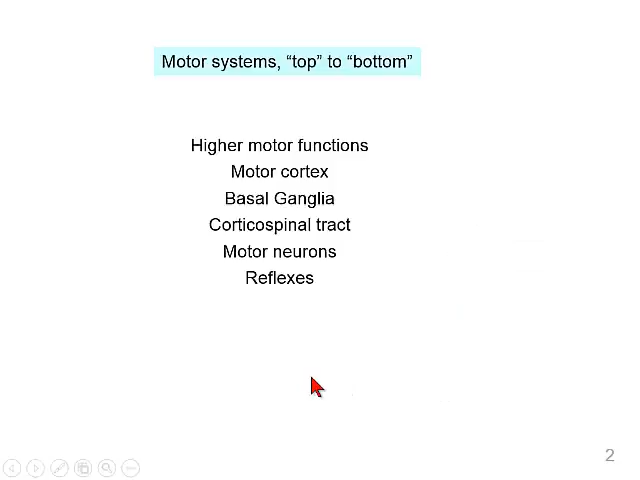 Motor systems, “top” to “bottom”
Higher motor functions
Motor cortex
Basal Ganglia
Corticospinal tract
Motor neurons
Reflexes
2